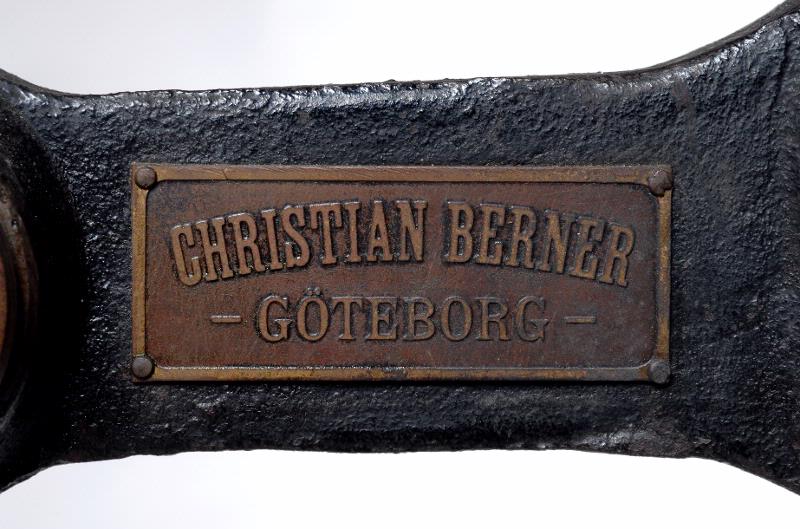 CHRISTIAN BERNER
- GÖTEBORG -